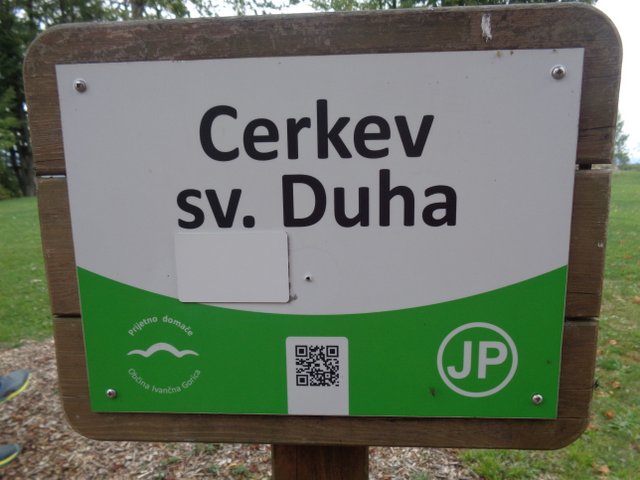 Cerkev
sv. Duha
Prijetno domače
Občina Ivančna Gorica
JP